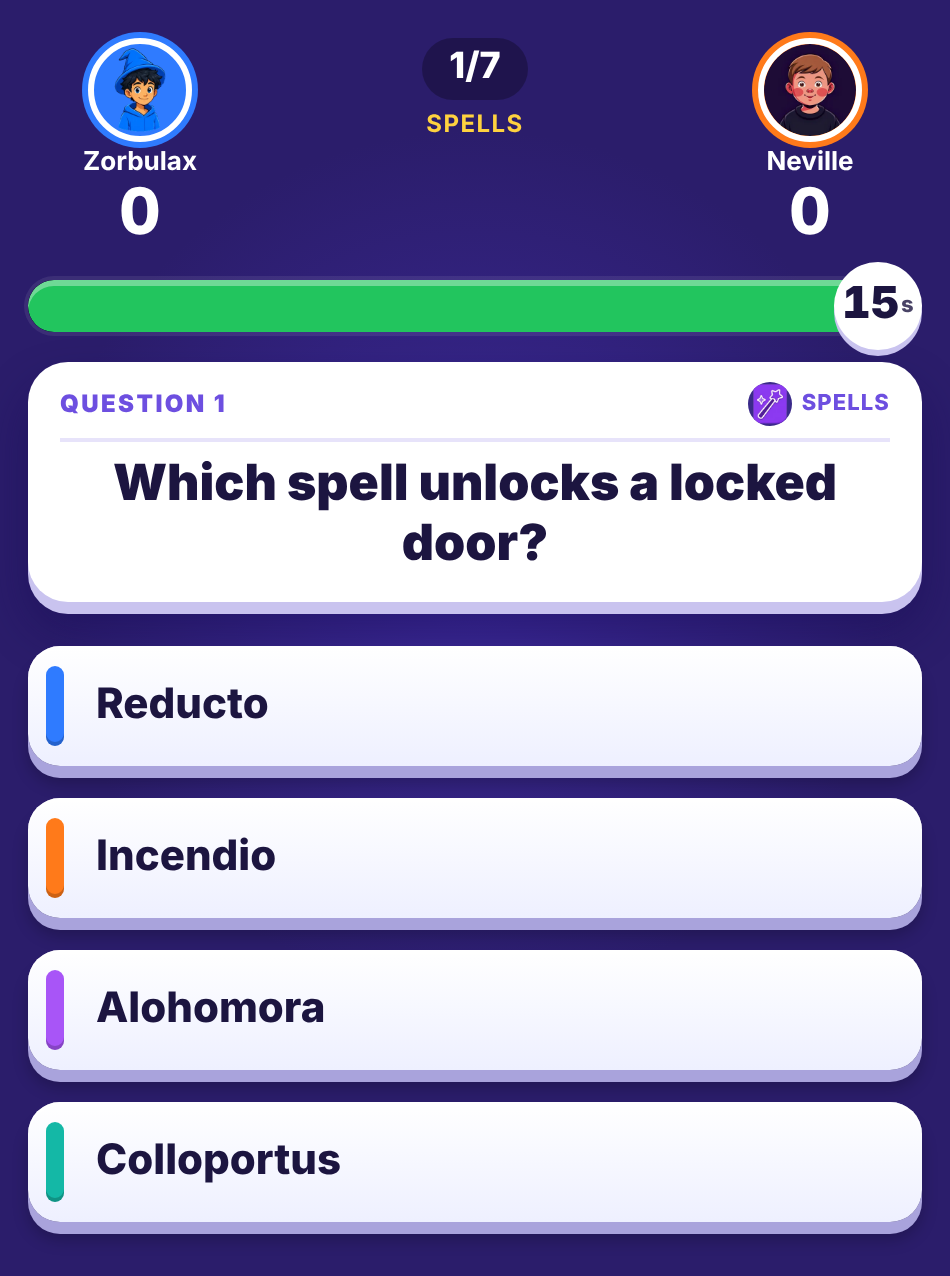 1/7
SPELLS
Zorbulax
0
Neville
0
15s
QUESTION 1
SPELLS
Which spell unlocks a locked
door?
Reducto
Incendio
Alohomora
Colloportus